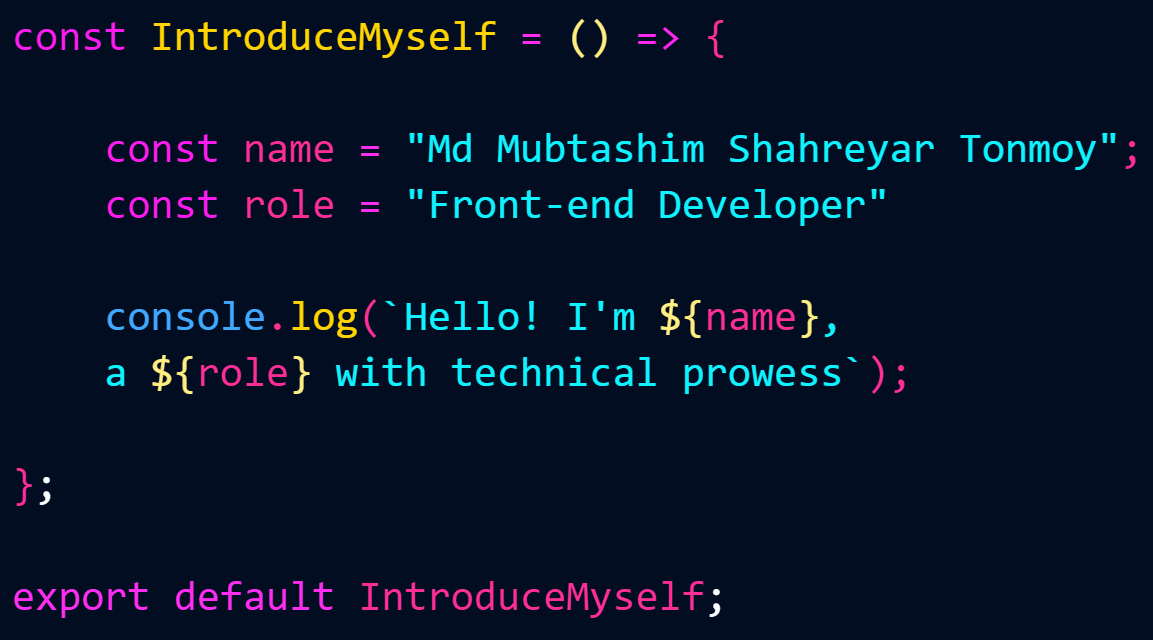 const IntroduceMyself = () => {
    const name = "Md Mubtashim Shahreyar Tonmoy";
    const role = "Front-end Developer"
    console.log(`Hello! I'm ${name},
    a ${role} with technical prowess`);
};
export default IntroduceMyself;